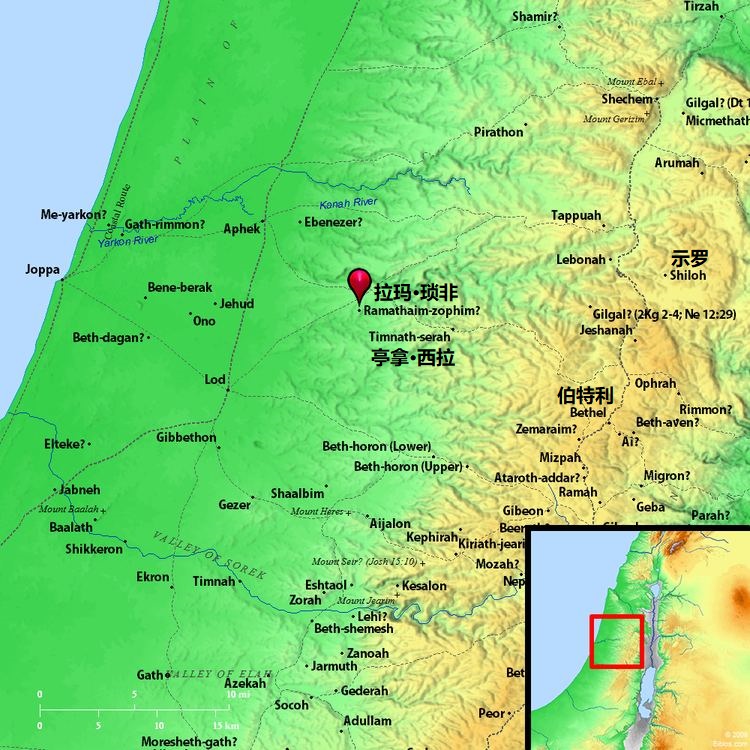 Tirzah
Shamir?
Mount Ebal
Shechem
Gilgal? (Dt 1
Mount Gerizim
Micmethath
Pirathon
PLAIN OF
Arumah
Kanah River
Me-yarkon?
Coastal Route
Gath-rimmon?
Aphek
Ebenezer?
Tappuah
Yarkon River
Lebonah
示罗
Shiloh
Joppa
拉玛•琐非
Ramathaim-zophim?
Bene-berak
Jehud
Ono
Gilgal? (2Kg 2-4; Ne 12:29)
Jeshanah
Beth-dagan?
Timnath-serah
亭拿•西拉
Lod
伯特利
Ophrah
Bethel
Rimmon?
Beth-aven?
Zemaraim?
Ai?
Elteke?
Gibbethon
Beth-horon (Lower)
Mizpah
Beth-horon (Upper)
Ataroth-addar?
Migron?
Jabneh
Shaalbim
Ramah
Gezer
Geba
Mount Baalah
Mount Heres
Gibeon
Parah?
Baalath
Aijalon
Kephirah
Shikkeron
VALLEY OF SOREK
Kiriath-jeari
Mount Seir? (Josh 15:10)
Mozah?
Ekron
Timnah
Eshtaol
Kesalon
Nep
Zorah
Mount Jearim
Lehi?
Beth-shemesh
Zanoah
Jarmuth
Gath
VALLEY OF ELAH
Azekah
Bet
Gederah
0 5 10 mi
Socoh
Peor
0 5 10 15 km
Adullam
Moresheth-gath?